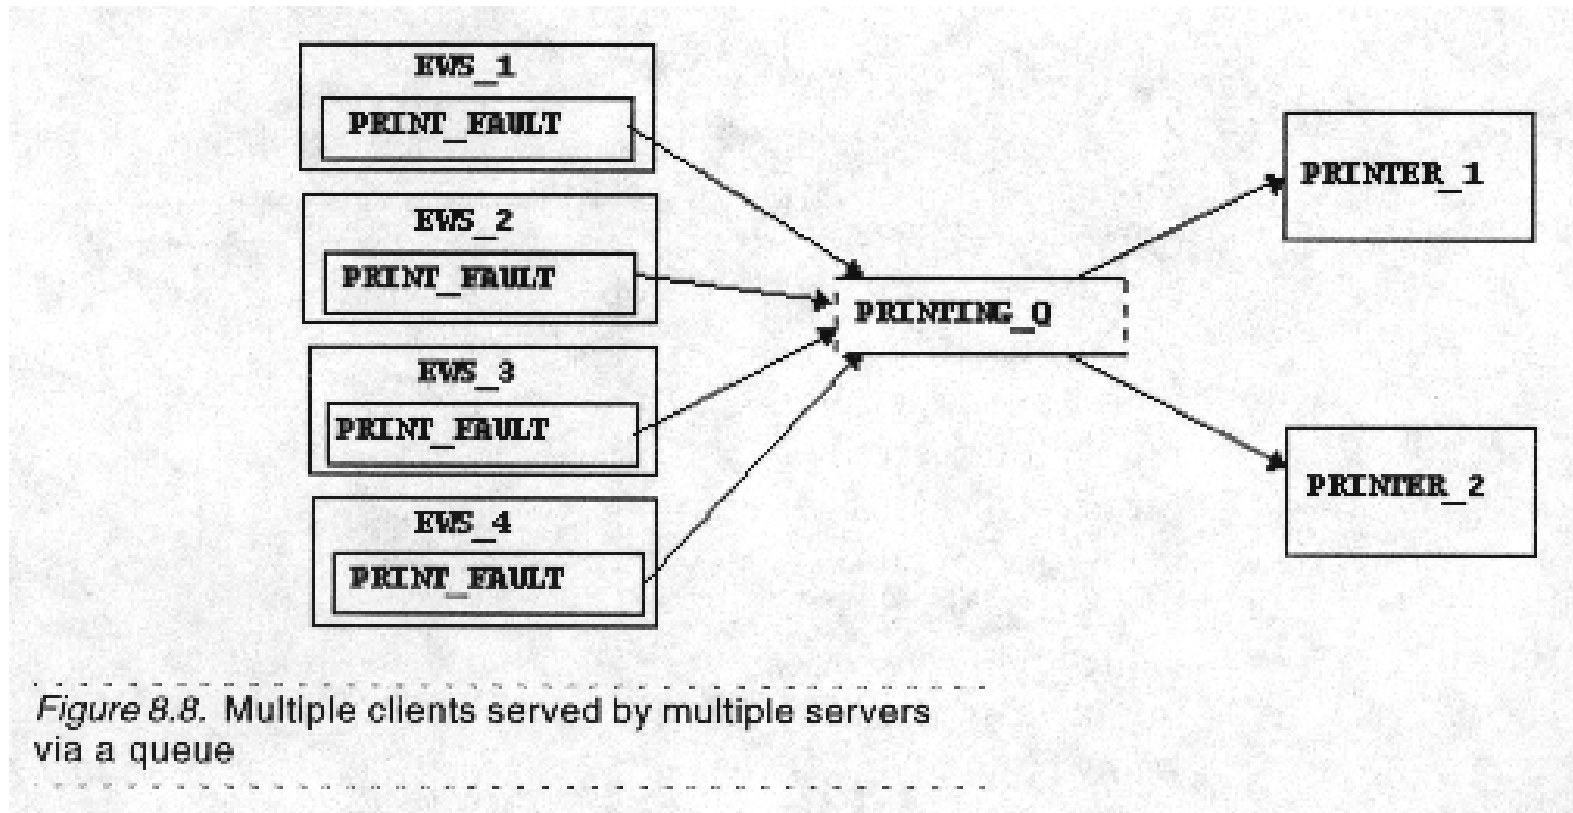 EWS_1
PRINT_FAULT
EWS_2
PRINT_FAULT
EWS_3
PRINT_FAULT
EWS_4
PRINT_FAULT
PRINTING_Q
PRINTER_1
PRINTER_2
Figure 8.8. Multiple clients served by multiple servers
via a queue